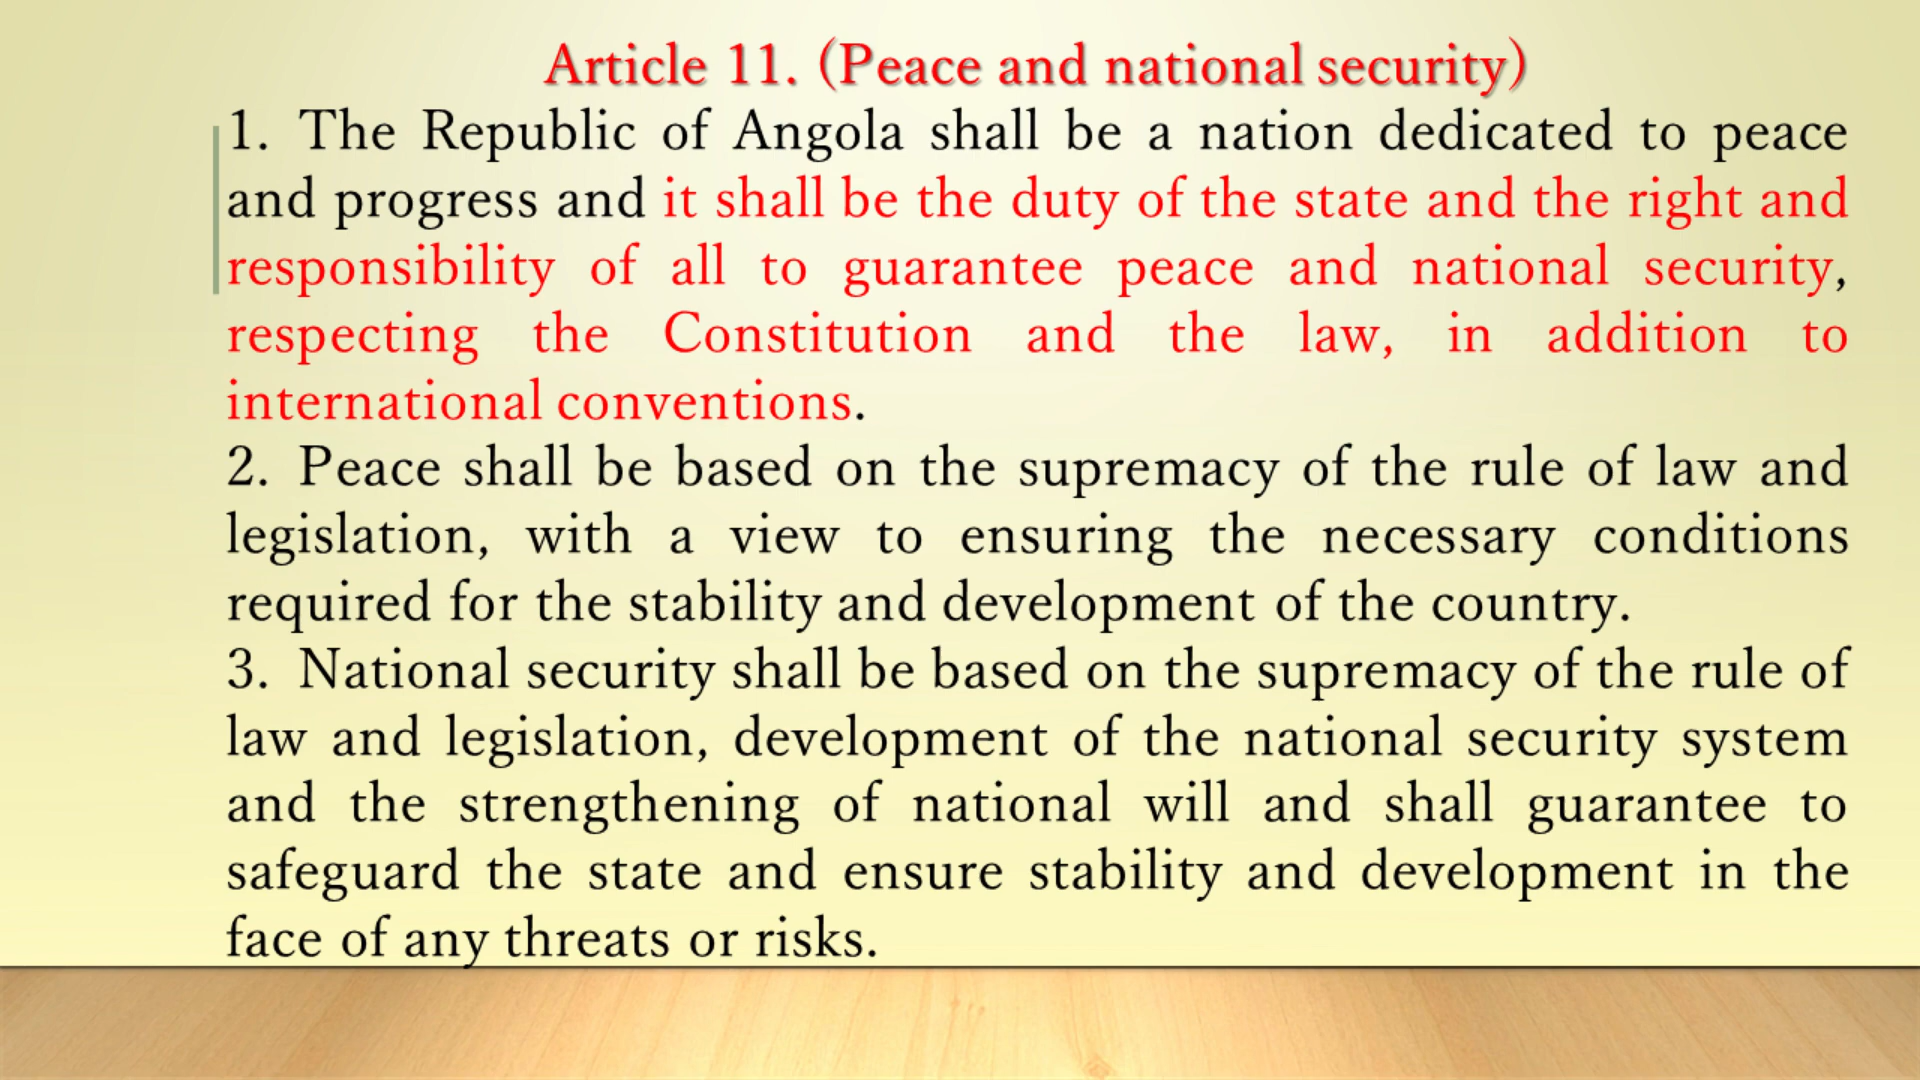 Article 11. (Peace and national security)
1. The Republic of Angola shall be a nation dedicated to peace
and progress and it shall be the duty of the state and the right and
responsibility of all to guarantee peace and national security,
respecting the Constitution and the law, in addition to
international conventions.
2. Peace shall be based on the supremacy of the rule of law and
legislation, with a view to ensuring the necessary conditions
required for the stability and development of the country.
3. National security shall be based on the supremacy of the rule of
law and legislation, development of the national security system
and the strengthening of national will and shall guarantee to
safeguard the state and ensure stability and development in the
face of any threats or risks.